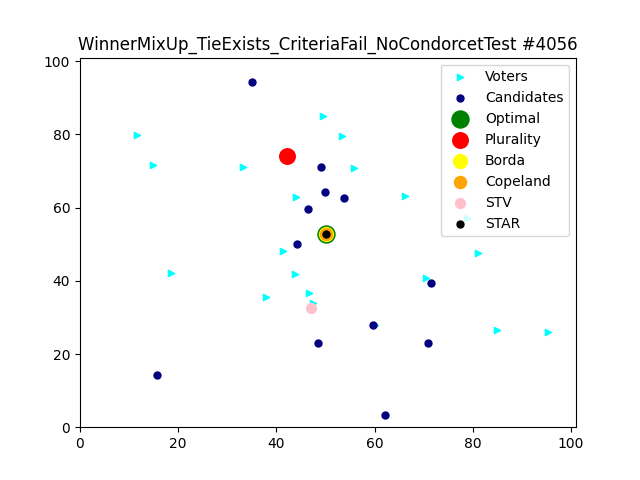 WinnerMixUp_TieExists_CriteriaFail_NoCondorcetTest #4056
100
80
60
40
20
0
0 20 40 60 80 100
Voters
Candidates
Optimal
Plurality
Borda
Copeland
STV
STAR